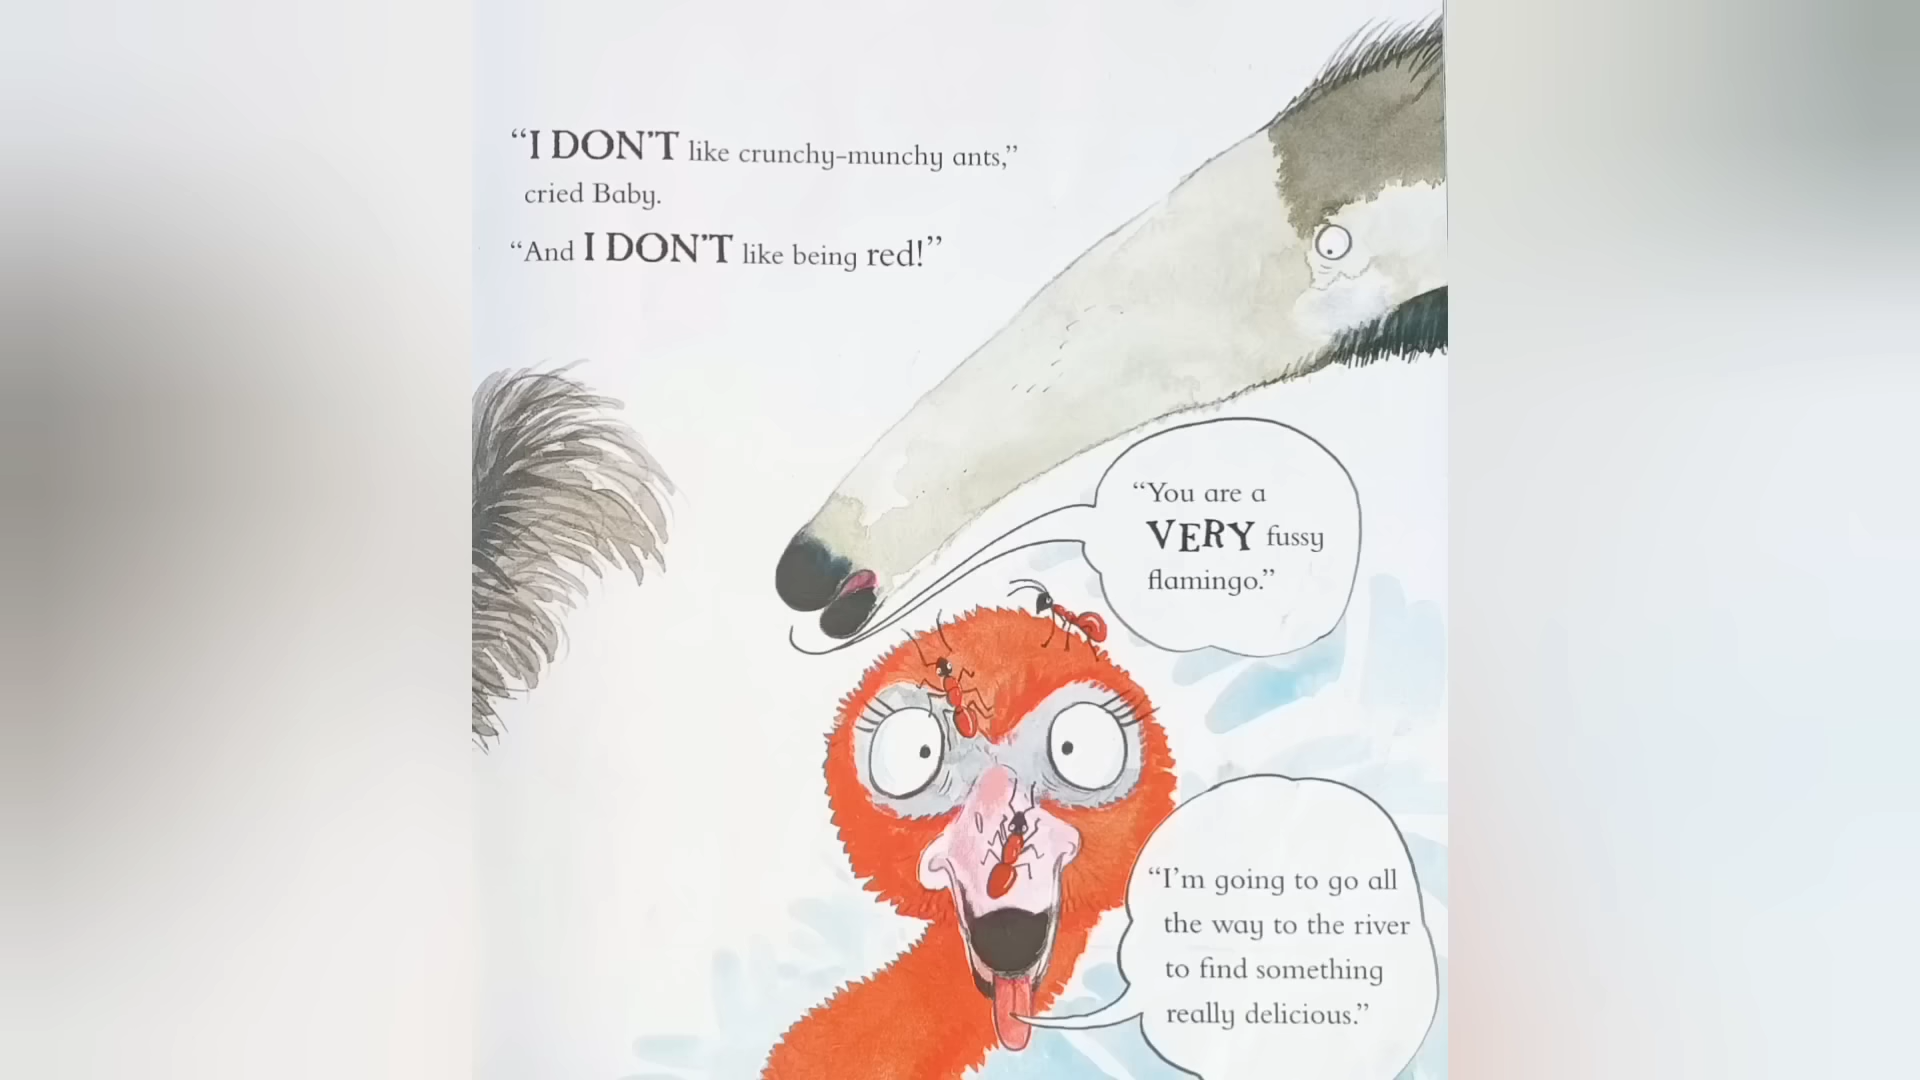 “I DON’T like crunchy-munchy ants,”
cried Baby.
“And I DON’T like being red!”
“You are a
VERY fussy
flamingo.”
“I’m going to go all
the way to the river
to find something
really delicious.”